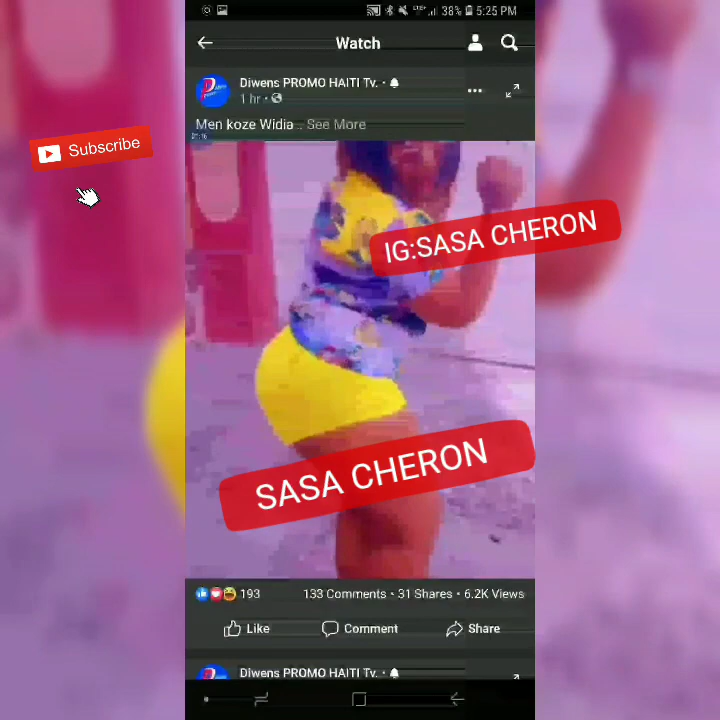 38% 5:25 PM
Watch
Diwens PROMO HAITI Tv.
1 hr
Men koze Widia .. See More
Subscribe
IG:SASA CHERON
SASA CHERON
193
133 Comments • 31 Shares • 6.2K Views
Like
Comment
Share
Diwens PROMO HAITI Tv.